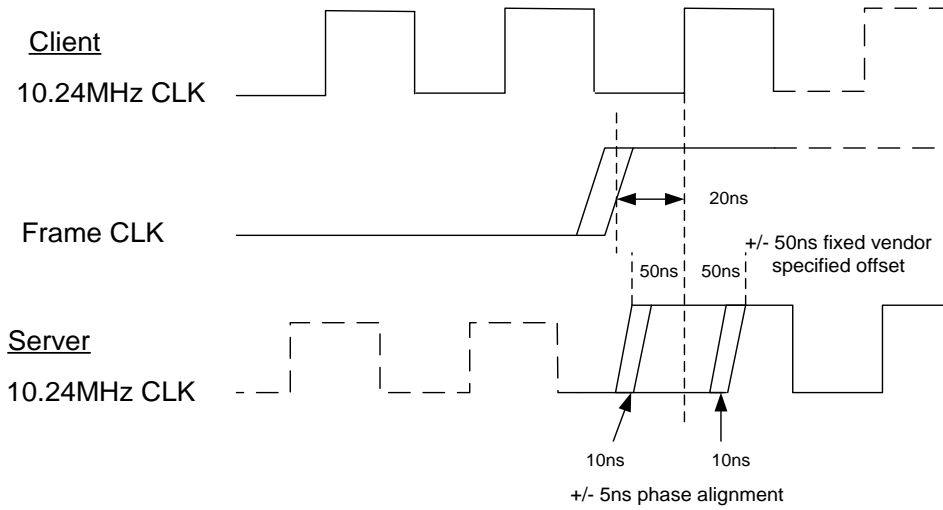 Client
10.24MHz CLK
20ns
Frame CLK
+/- 50ns fixed vendor
specified offset
50ns
50ns
Server
10.24MHz CLK
10ns
10ns
+/- 5ns phase alignment